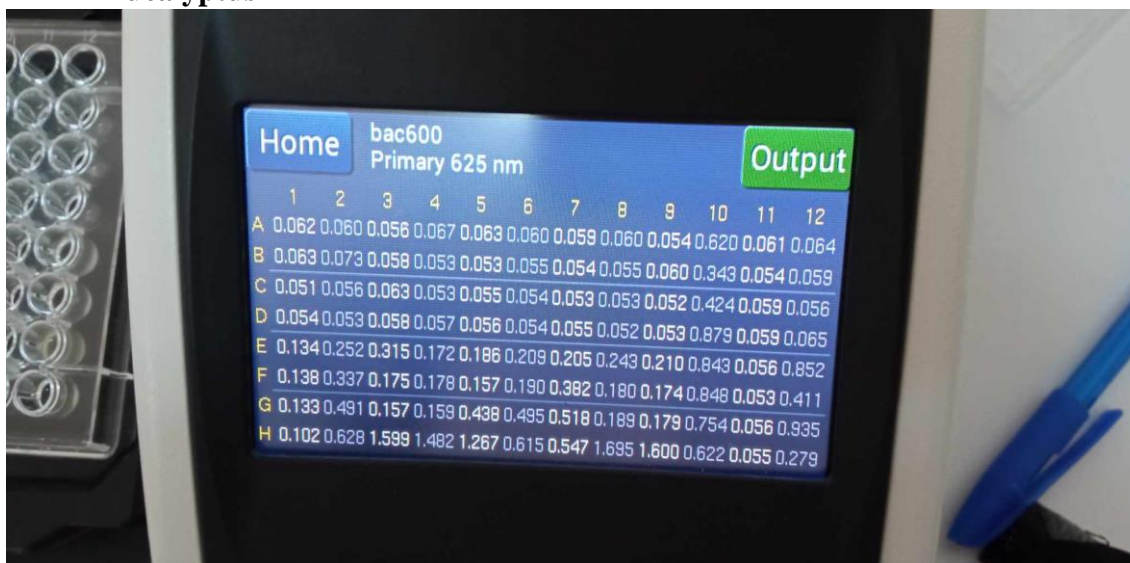 Home
bac600
Primary 625 nm
Output
1 2 3 4 5 6 7 8 9 10 11 12
A 0.062 0.060 0.056 0.067 0.063 0.060 0.059 0.060 0.054 0.620 0.061 0.064
B 0.063 0.073 0.058 0.053 0.053 0.055 0.054 0.055 0.060 0.343 0.054 0.059
C 0.051 0.056 0.063 0.053 0.055 0.054 0.053 0.053 0.052 0.424 0.059 0.056
D 0.054 0.053 0.058 0.057 0.056 0.054 0.055 0.052 0.053 0.879 0.059 0.065
E 0.134 0.252 0.315 0.172 0.186 0.209 0.205 0.243 0.210 0.843 0.056 0.852
F 0.138 0.337 0.175 0.178 0.157 0.190 0.382 0.180 0.174 0.848 0.053 0.411
G 0.133 0.491 0.157 0.159 0.438 0.495 0.518 0.189 0.179 0.754 0.056 0.935
H 0.102 0.628 1.599 1.482 1.267 0.615 0.547 1.695 1.600 0.622 0.055 0.279